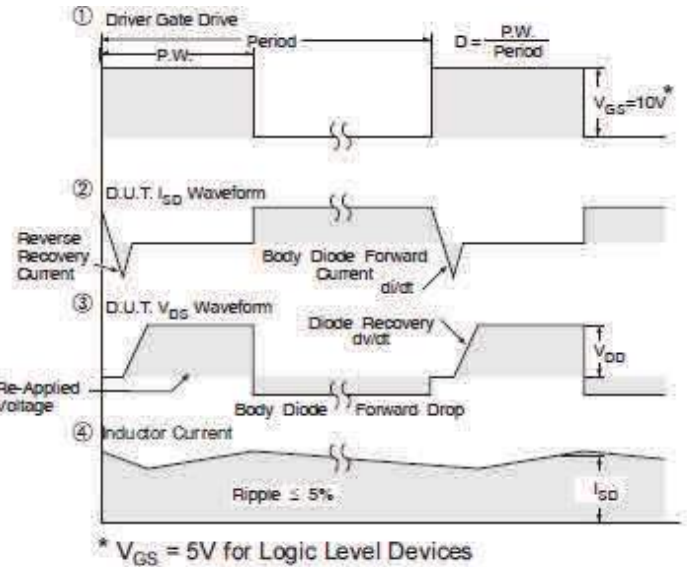 ① Driver Gate Drive
Period
P.W.
D = P.W.
Period
VGS=10V*
② D.U.T. ISD Waveform
Reverse
Recovery
Current
Body Diode Forward
Current
di/dt
③ D.U.T. VDS Waveform
Diode Recovery
dv/dt
VDD
Re-Applied
Voltage
Body Diode Forward Drop
④ Inductor Current
Ripple ≤ 5%
ISD
* VGS = 5V for Logic Level Devices